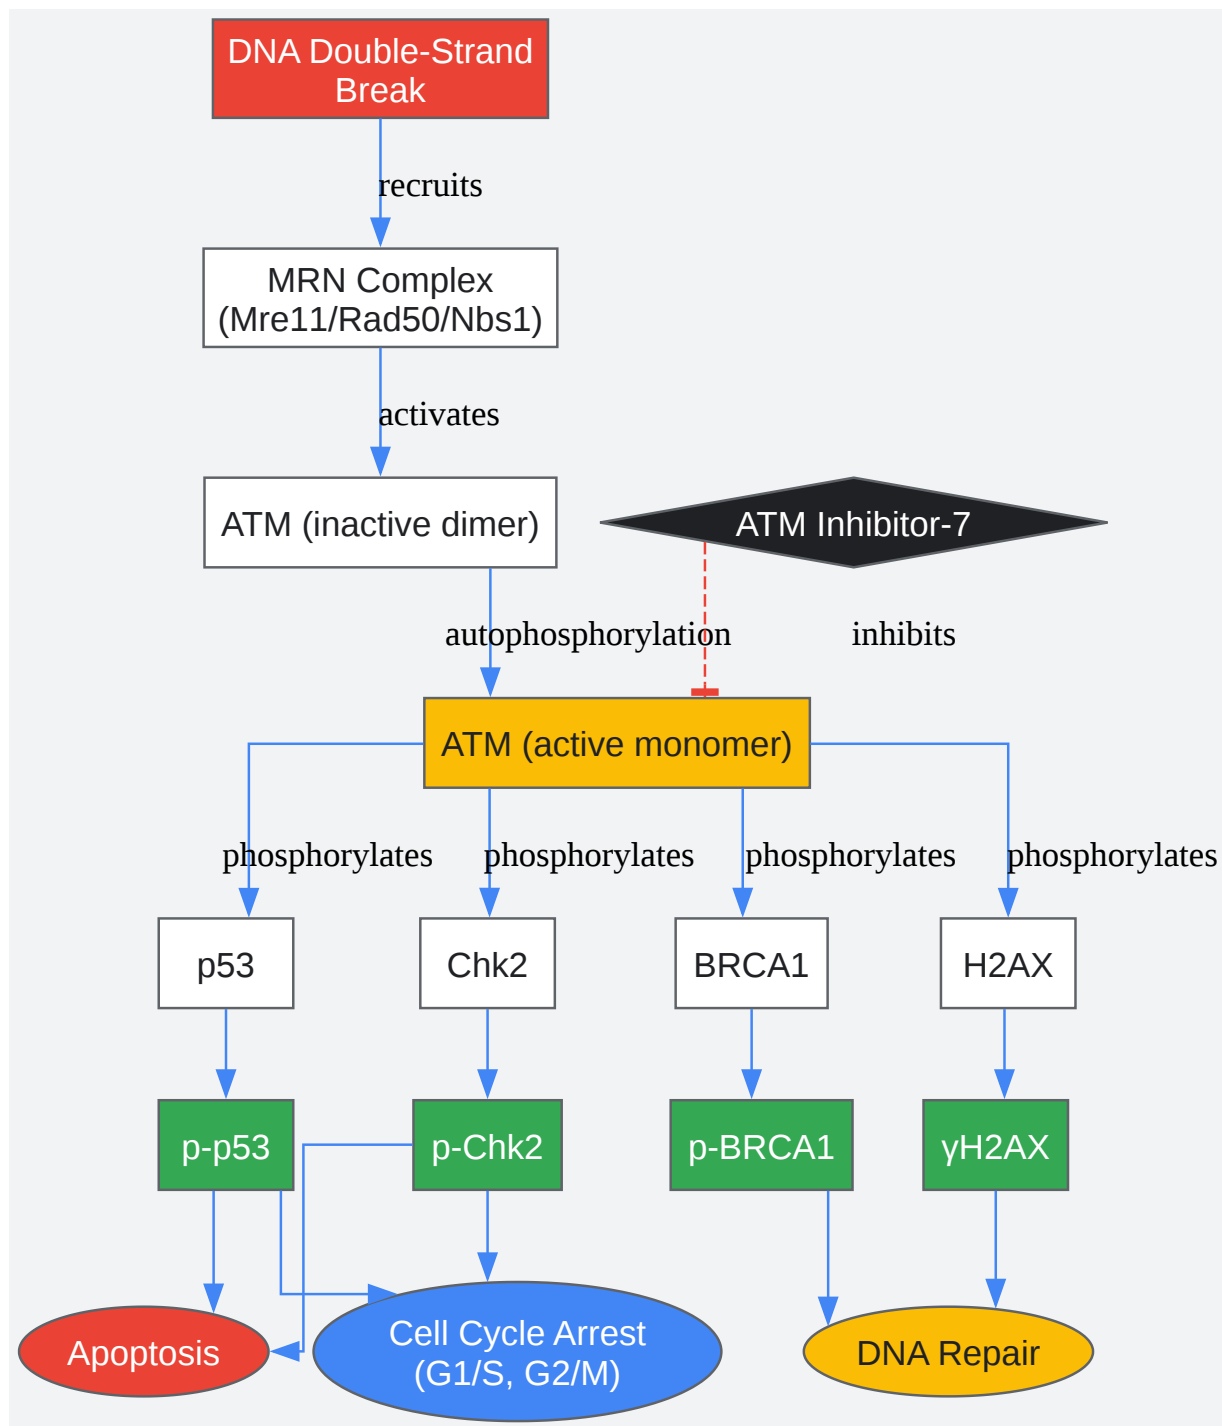 DNA Double-Strand
Break
recruits
MRN Complex
(Mre11/Rad50/Nbs1)
activates
ATM (inactive dimer)
ATM Inhibitor-7
autophosphorylation
inhibits
ATM (active monomer)
phosphorylates
phosphorylates
phosphorylates
phosphorylates
p53
Chk2
BRCA1
H2AX
p-p53
p-Chk2
p-BRCA1
γH2AX
Apoptosis
Cell Cycle Arrest
(G1/S, G2/M)
DNA Repair